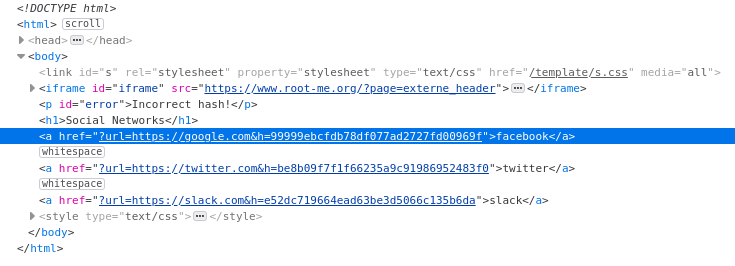 <!DOCTYPE html>
<html> scroll
<head> ··· </head>
<body>
<link id="s" rel="stylesheet" property="stylesheet" type="text/css" href="/template/s.css" media="all">
<iframe id="iframe" src="https://www.root-me.org/?page=externe_header"> ··· </iframe>
<p id="error">Incorrect hash!</p>
<h1>Social Networks</h1>
<a href="?url=https://google.com&h=99999ebcfdb78df077ad2727fd00969f">facebook</a>
whitespace
<a href="?url=https://twitter.com&h=be8b09f7f1f66235a9c91986952483f0">twitter</a>
whitespace
<a href="?url=https://slack.com&h=e52dc719664ead63be3d5066c135b6da">slack</a>
<style type="text/css"> ··· </style>
</body>
</html>